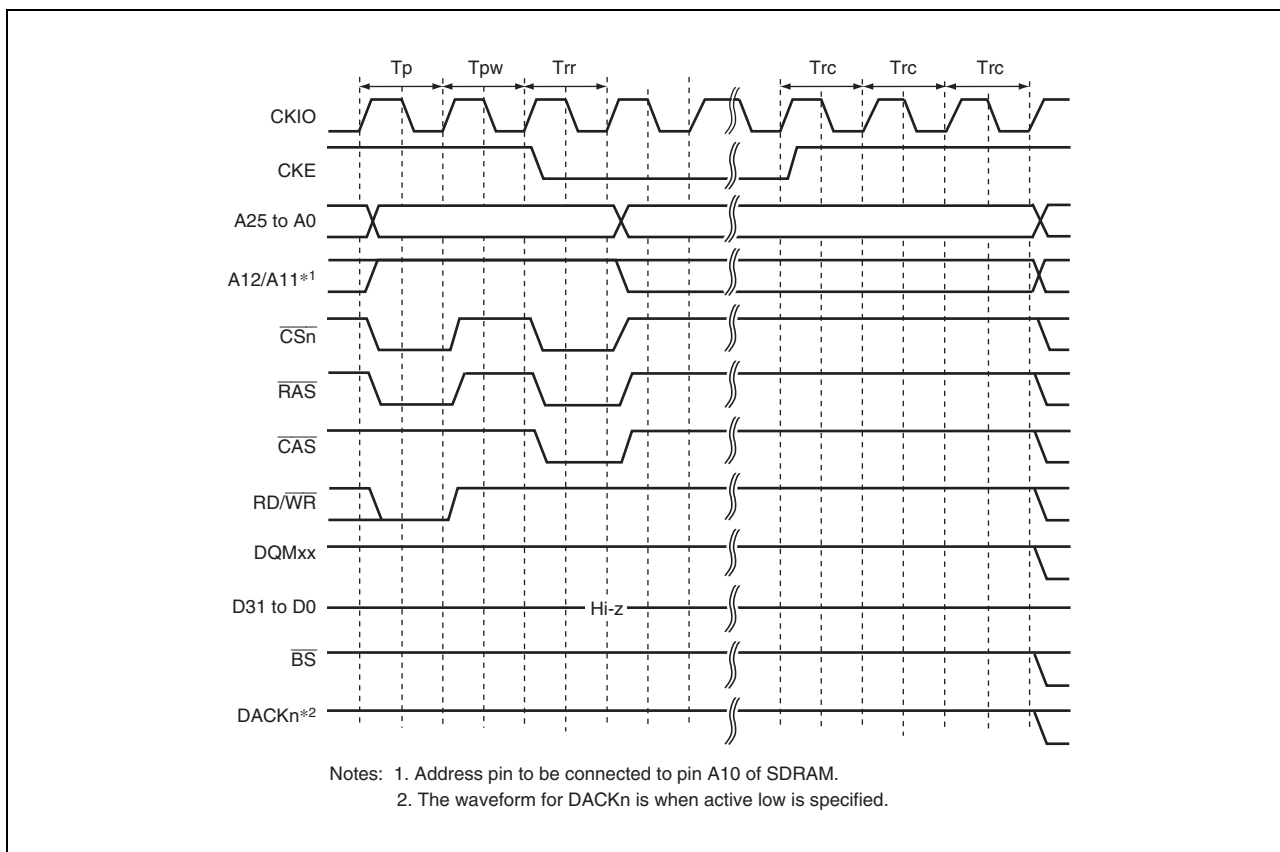 Tp Tpw Trr Trc Trc Trc
CKIO
CKE
A25 to A0
A12/A11*1
CSn
RAS
CAS
RD/WR
DQMxx
D31 to D0 Hi-z
BS
DACKn*2
Notes: 1. Address pin to be connected to pin A10 of SDRAM.
2. The waveform for DACKn is when active low is specified.